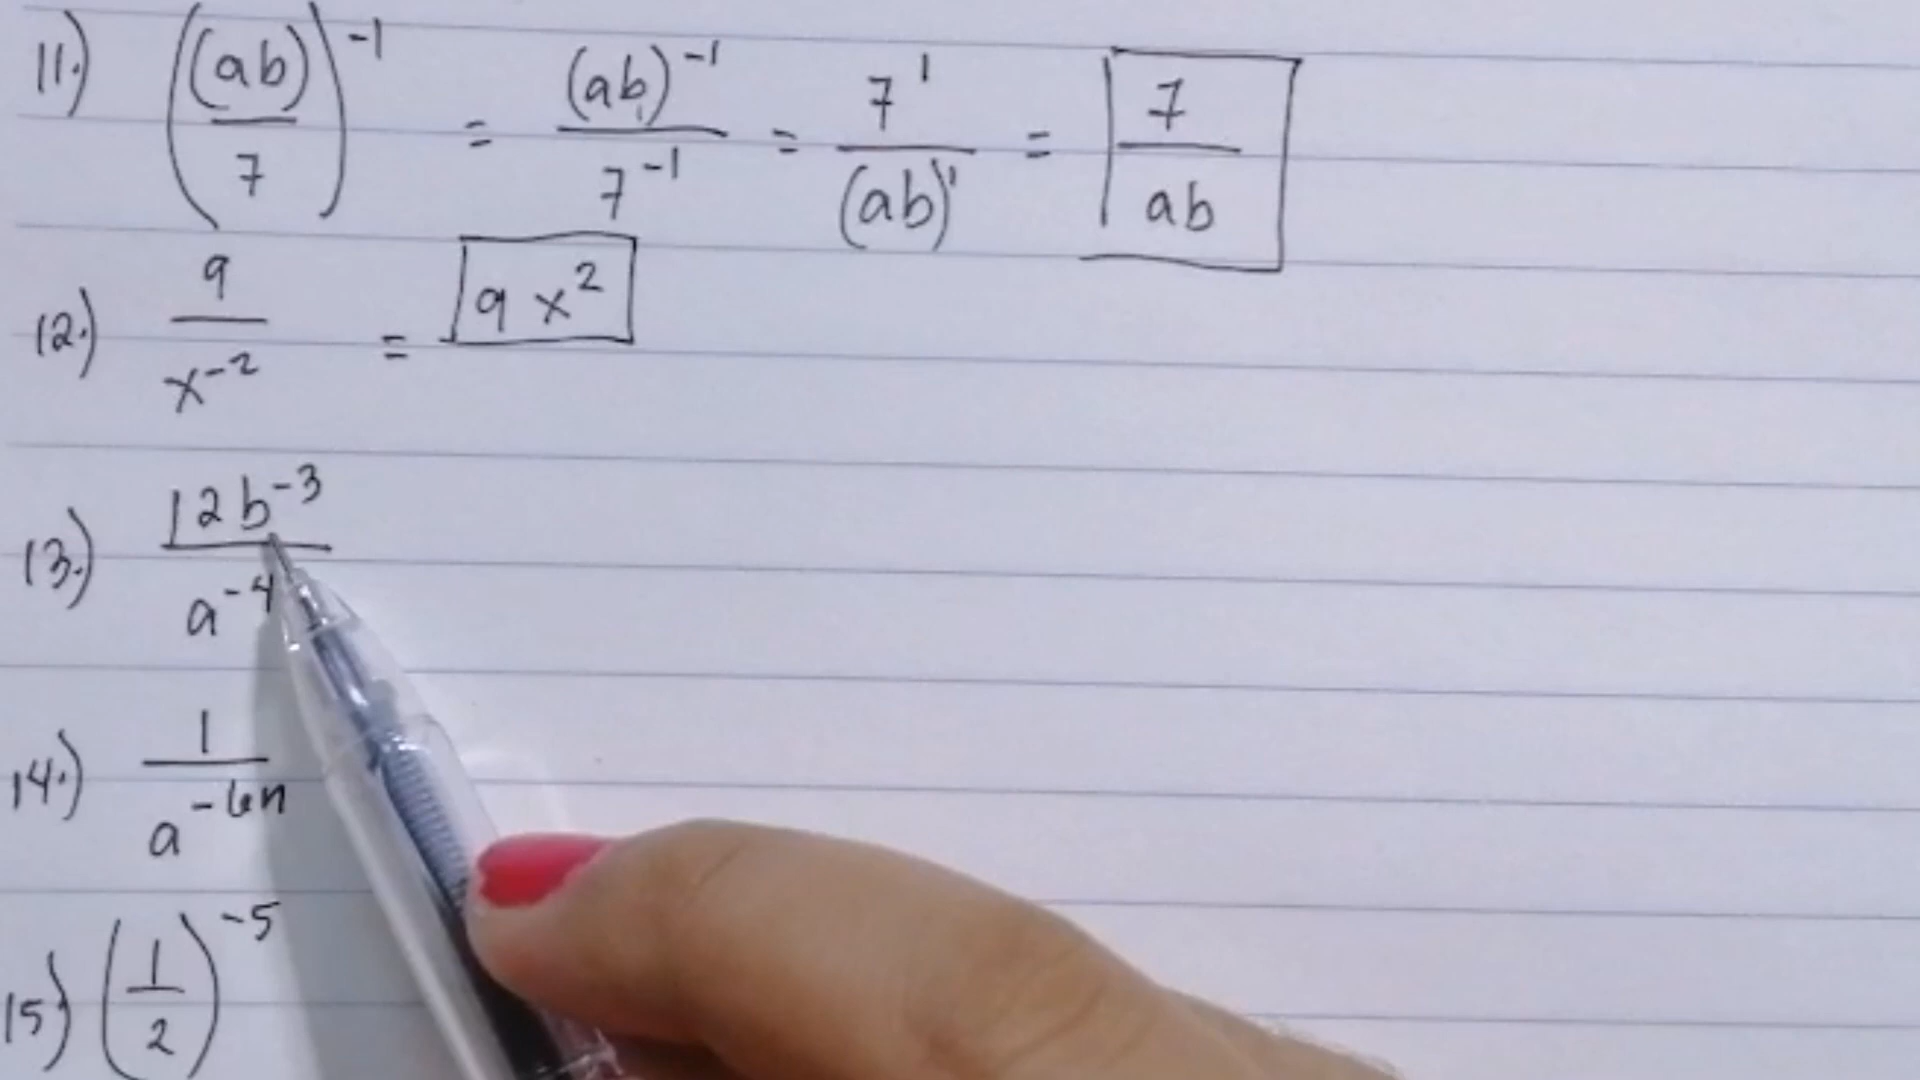 11.) ((ab)/7)^-1 = (ab)^-1/7^-1 = 7^1/(ab)^1 = 7/ab
12.) 9/x^-2 = 9x^2
13.) 12b^-3/a^-4
14.) 1/a^-6n
15) (1/2)^-5